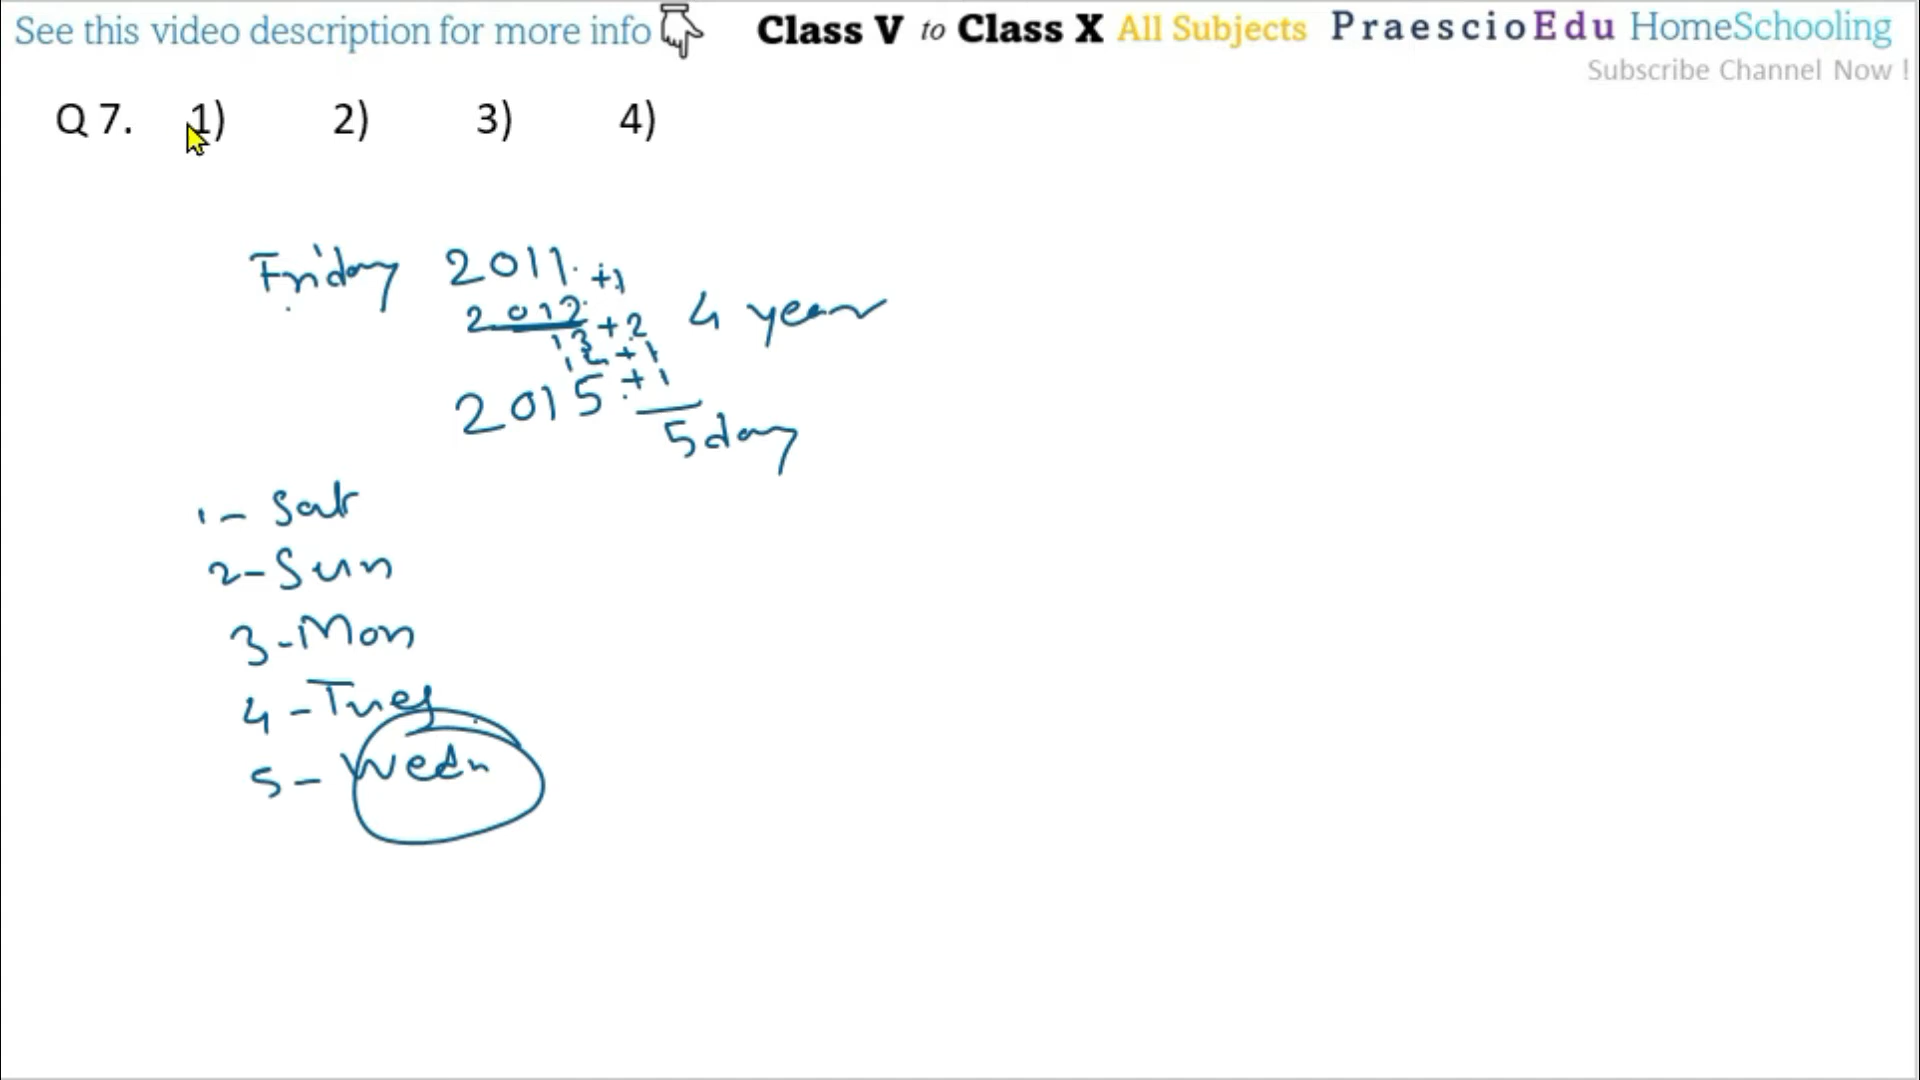 See this video description for more info Class V to Class X All Subjects PraescioEdu HomeSchooling
Subscribe Channel Now !
Q 7. 1) 2) 3) 4)
Friday 2011 +1
2012 +2 4 year
13 +1
14 +1
2015
5 day
1 - Sat
2 - Sun
3 - Mon
4 - Tues
5 - Wedn